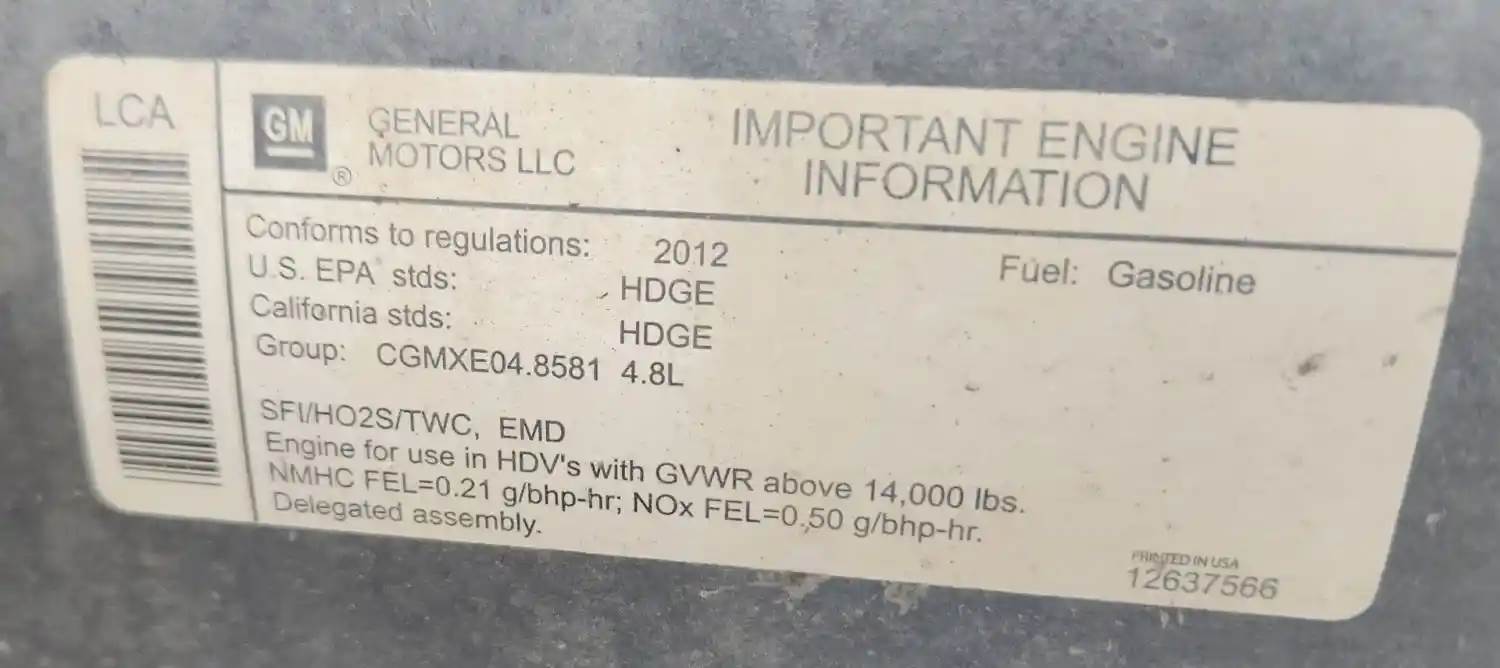 LCA
GM ®
GENERAL
MOTORS LLC
IMPORTANT ENGINE
INFORMATION
Conforms to regulations: 2012
U.S. EPA stds: HDGE
California stds: HDGE
Group: CGMXE04.8581 4.8L
Fuel: Gasoline
SFI/HO2S/TWC, EMD
Engine for use in HDV's with GVWR above 14,000 lbs.
NMHC FEL=0.21 g/bhp-hr; NOx FEL=0.50 g/bhp-hr.
Delegated assembly.
PRINTED IN USA
12637566